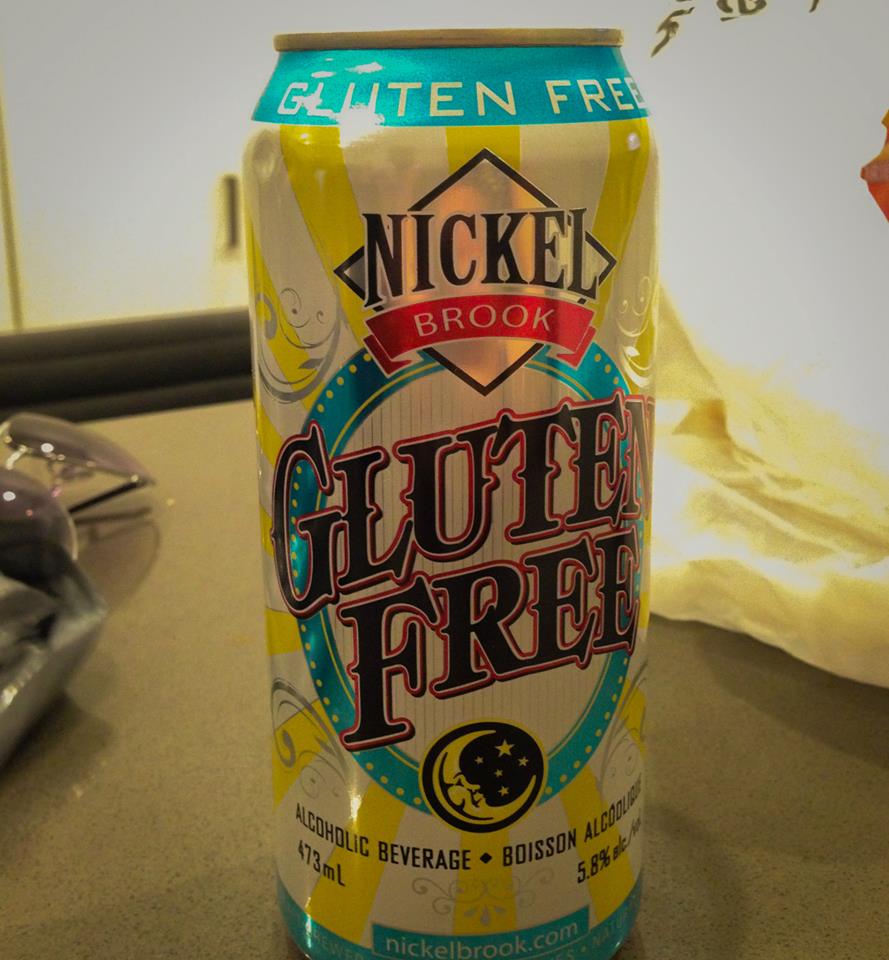 GLUTEN FREE
NICKEL
BROOK
GLUTEN
FREE
ALCOHOLIC BEVERAGE ◆ BOISSON ALCOOLIQUE
473mL
5.8% alc./vol.
nickelbrook.com